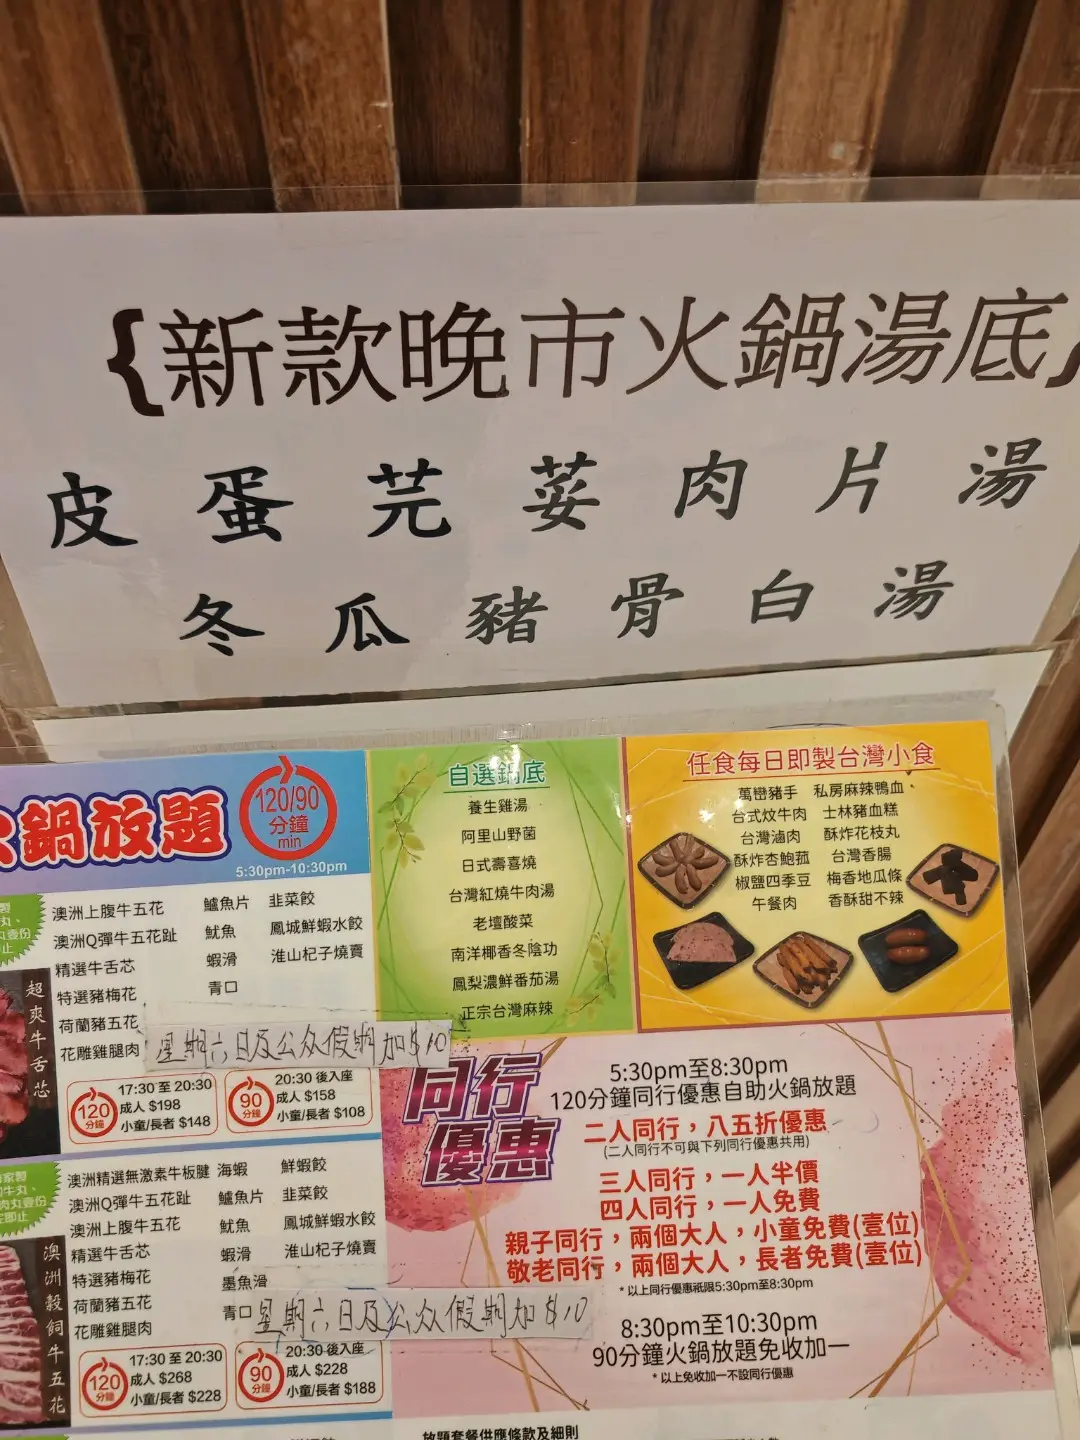 {新款晚市火鍋湯底}
皮蛋芫荽肉片湯
冬瓜豬骨白湯
火鍋放題
120/90
分鐘
min
5:30pm-10:30pm
澳洲上腹牛五花 鱸魚片 韭菜餃
澳洲Q彈牛五花趾 魷魚 鳳城鮮蝦水餃
精選牛舌芯 蝦滑 淮山杞子燒賣
特選豬梅花 青口
荷蘭豬五花
花雕雞腿肉
超爽牛舌芯
星期六日及公众假期加$10
120分鐘
17:30 至 20:30
成人 $198
小童/長者 $148
90分鐘
20:30 後入座
成人 $158
小童/長者 $108
澳洲精選無激素牛板腱 海蝦 鮮蝦餃
澳洲Q彈牛五花趾 鱸魚片 韭菜餃
澳洲上腹牛五花 魷魚 鳳城鮮蝦水餃
精選牛舌芯 蝦滑 淮山杞子燒賣
特選豬梅花 墨魚滑
荷蘭豬五花 青口
花雕雞腿肉
澳洲穀飼牛五花
星期六日及公众假期加$10
120分鐘
17:30 至 20:30
成人 $268
小童/長者 $228
90分鐘
20:30 後入座
成人 $228
小童/長者 $188
自選鍋底
養生雞湯
阿里山野菌
日式壽喜燒
台灣紅燒牛肉湯
老壇酸菜
南洋椰香冬陰功
鳳梨濃鮮番茄湯
正宗台灣麻辣
任食每日即製台灣小食
萬巒豬手 私房麻辣鴨血、
台式炆牛肉 士林豬血糕
台灣滷肉 酥炸花枝丸
酥炸杏鮑菇 台灣香腸
椒鹽四季豆 梅香地瓜條
午餐肉 香酥甜不辣
同行
優惠
5:30pm至8:30pm
120分鐘同行優惠自助火鍋放題
二人同行，八五折優惠
(二人同行不可與下列同行優惠共用)
三人同行，一人半價
四人同行，一人免費
親子同行，兩個大人，小童免費(壹位)
敬老同行，兩個大人，長者免費(壹位)
*以上同行優惠祇限5:30pm至8:30pm
8:30pm至10:30pm
90分鐘火鍋放題免收加一
*以上免收加一不設同行優惠
放題套餐供應條款及細則